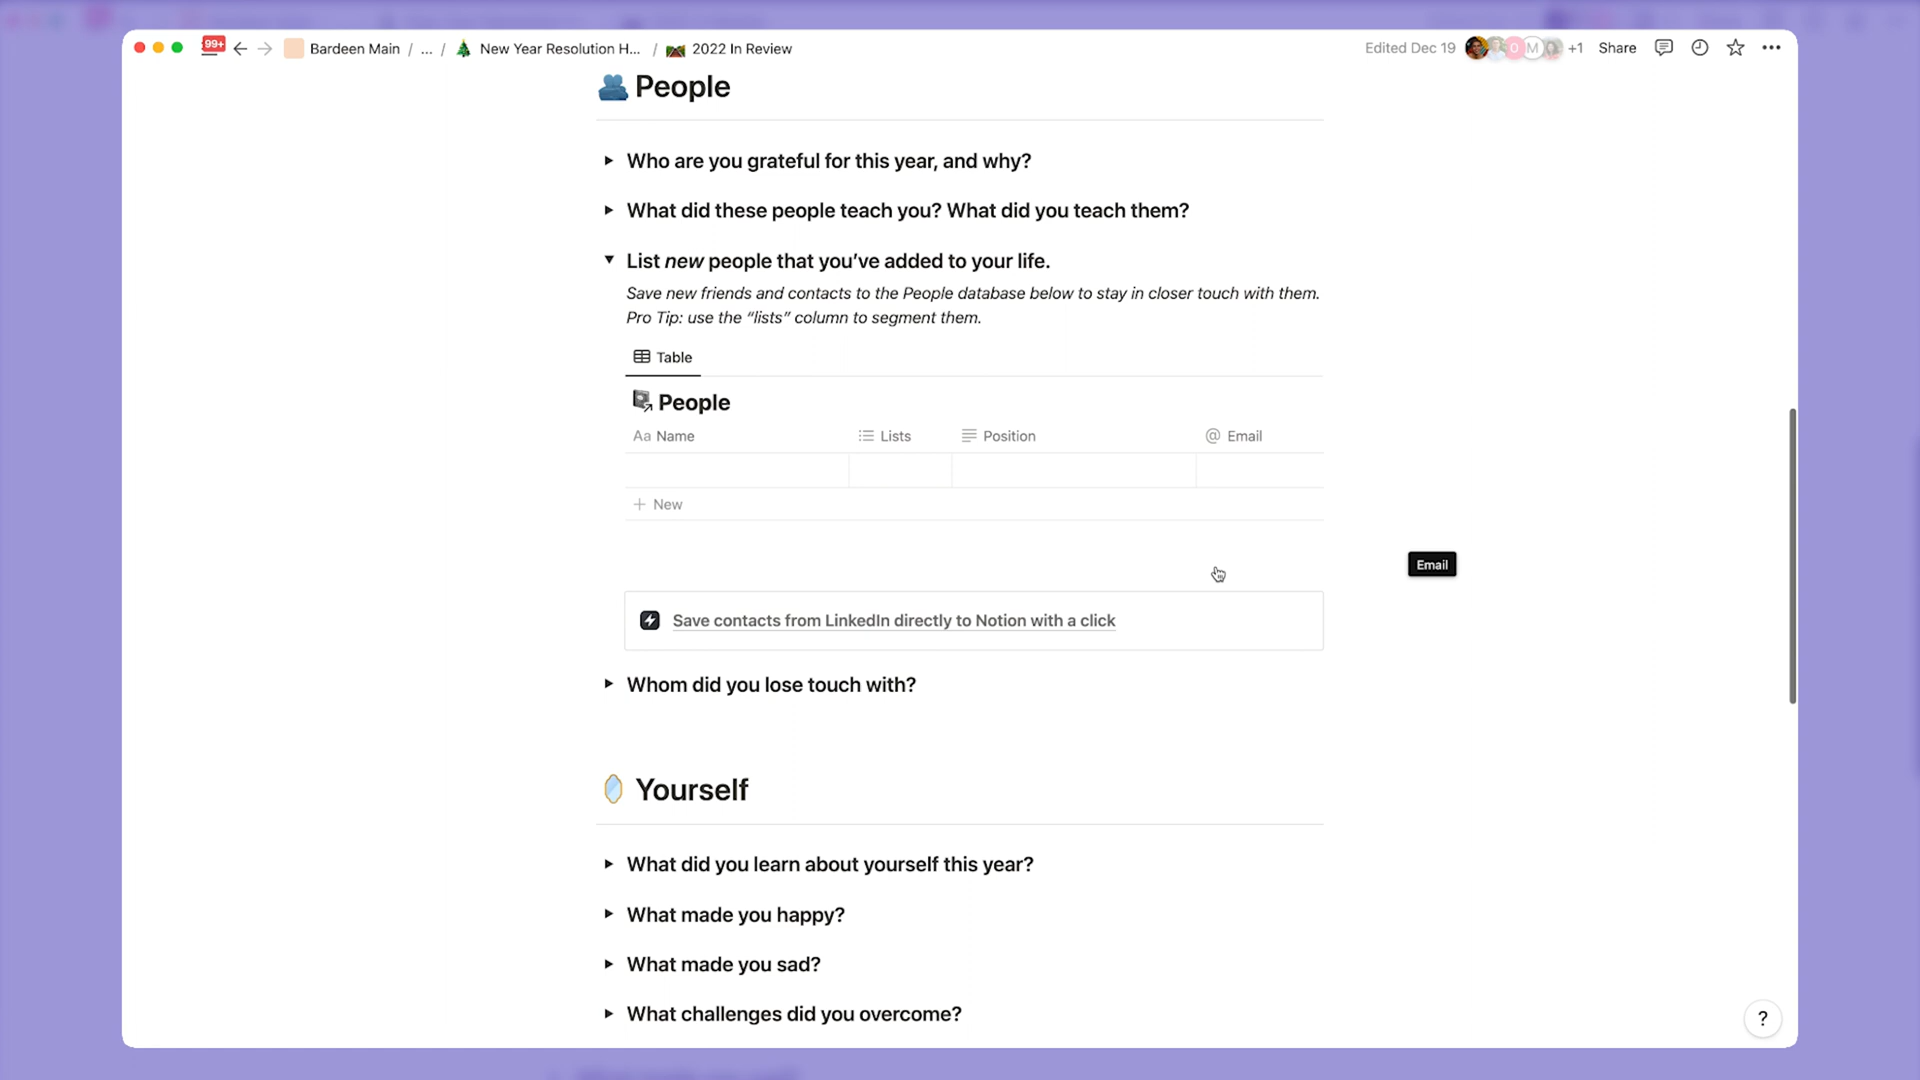 99+ Bardeen Main / ... / New Year Resolution H... / 2022 In Review Edited Dec 19 O M +1 Share
People
Who are you grateful for this year, and why?
What did these people teach you? What did you teach them?
List new people that you’ve added to your life.
Save new friends and contacts to the People database below to stay in closer touch with them.
Pro Tip: use the “lists” column to segment them.
Table
People
Aa Name Lists Position @ Email
+ New
Email
Save contacts from LinkedIn directly to Notion with a click
Whom did you lose touch with?
Yourself
What did you learn about yourself this year?
What made you happy?
What made you sad?
What challenges did you overcome?
?